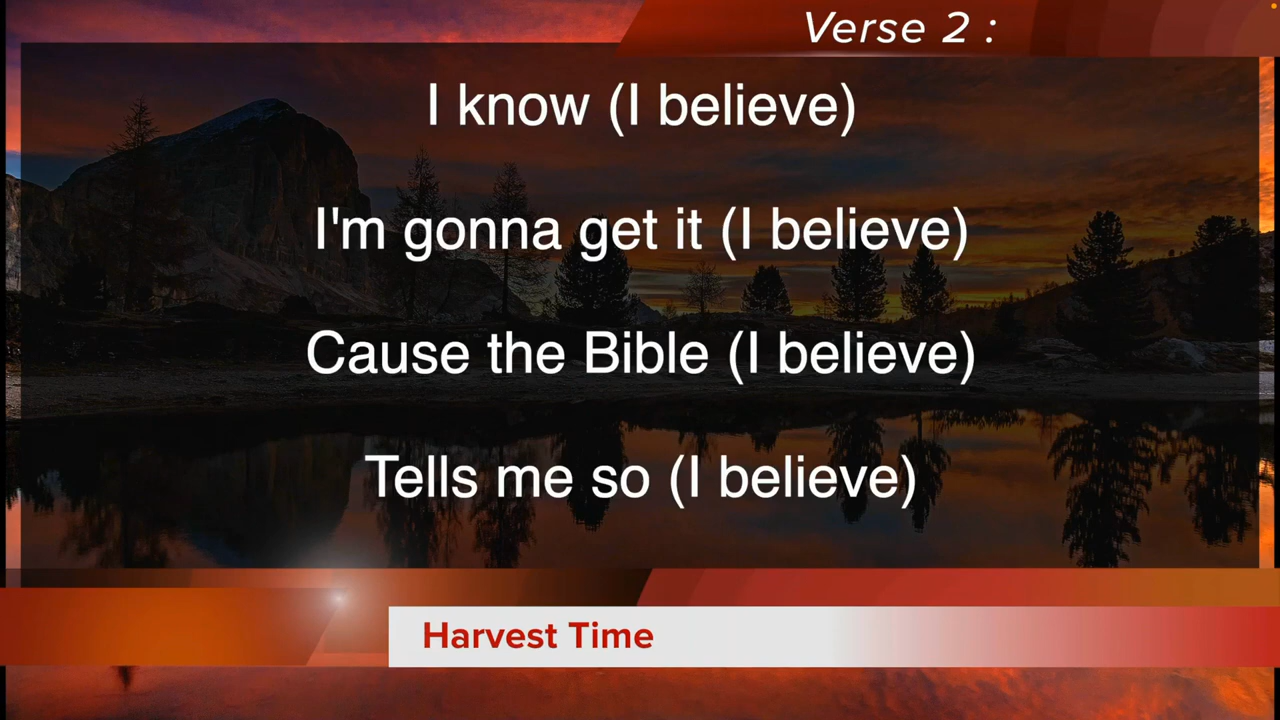 Verse 2 :
I know (I believe)
I'm gonna get it (I believe)
Cause the Bible (I believe)
Tells me so (I believe)
Harvest Time